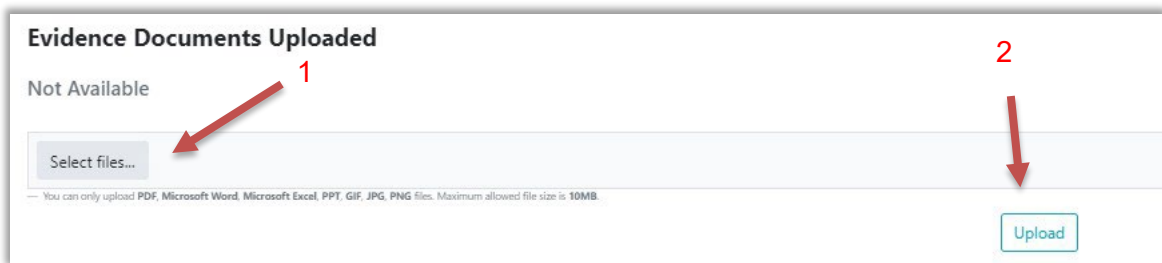 Evidence Documents Uploaded
1
2
Not Available
Select files...
— You can only upload PDF, Microsoft Word, Microsoft Excel, PPT, GIF, JPG, PNG files. Maximum allowed file size is 10MB.
Upload